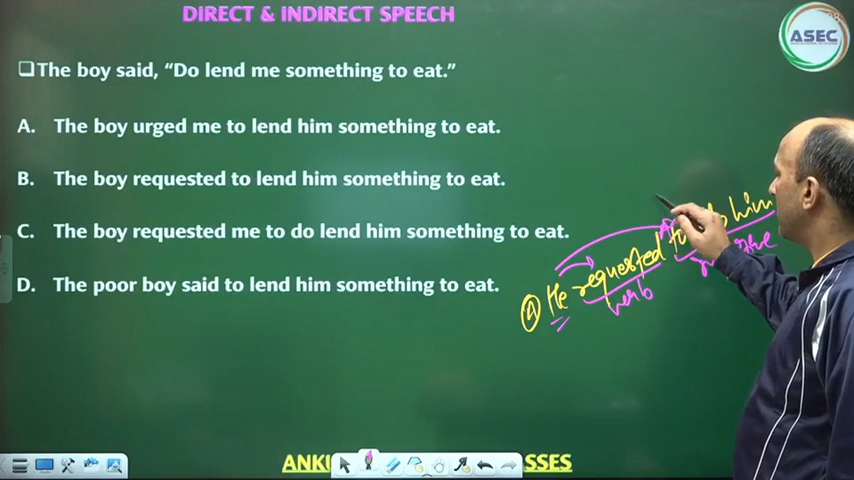 DIRECT & INDIRECT SPEECH
ASEC
❑The boy said, “Do lend me something to eat.”
A. The boy urged me to lend him something to eat.
B. The boy requested to lend him something to eat.
C. The boy requested me to do lend him something to eat.
D. The poor boy said to lend him something to eat.
He requested
him
verb
SSES